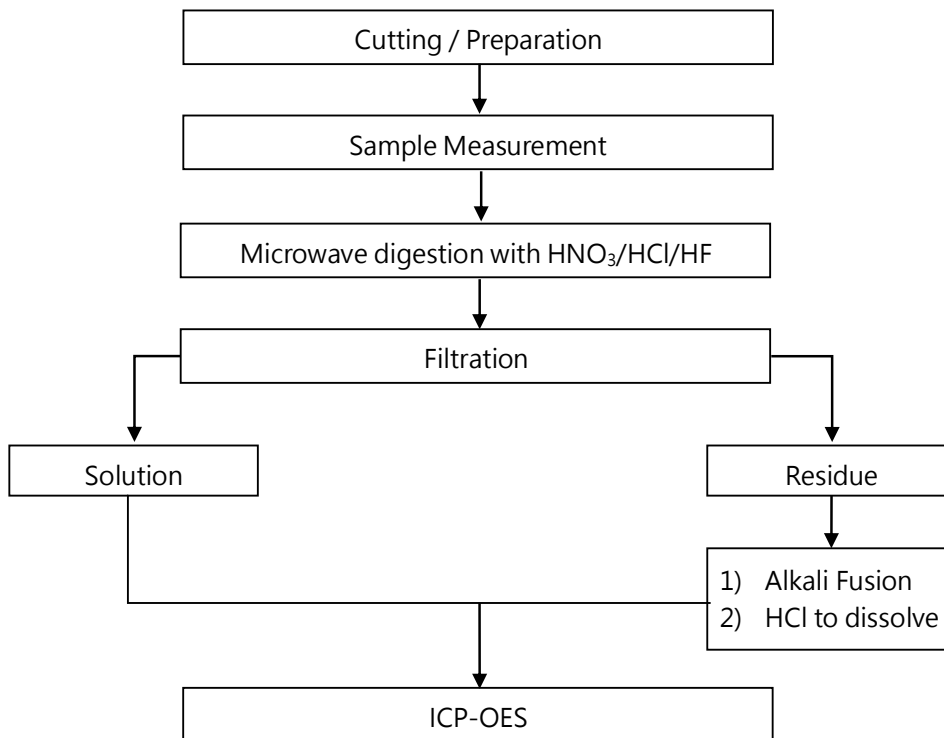 Cutting / Preparation
Sample Measurement
Microwave digestion with HNO₃/HCl/HF
Filtration
Solution
Residue
1) Alkali Fusion
2) HCl to dissolve
ICP-OES